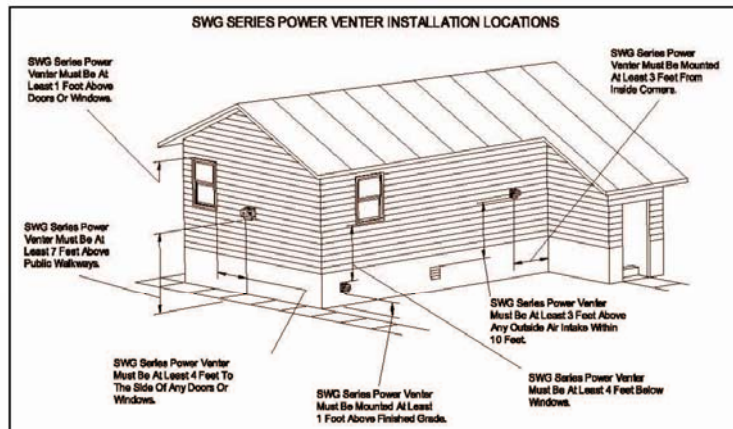 SWG SERIES POWER VENTER INSTALLATION LOCATIONS
SWG Series Power
Venter Must Be At
Least 1 Foot Above
Doors Or Windows.
SWG Series Power
Venter Must Be Mounted
At Least 3 Feet From
Inside Corners.
SWG Series Power
Venter Must Be At
Least 7 Feet Above
Public Walkways.
SWG Series Power Venter
Must Be At Least 4 Feet To
The Side Of Any Doors Or
Windows.
SWG Series Power Venter
Must Be Mounted At Least
1 Foot Above Finished Grade.
SWG Series Power Venter
Must Be At Least 3 Feet Above
Any Outside Air Intake Within
10 Feet.
SWG Series Power Venter
Must Be At Least 4 Feet Below
Windows.